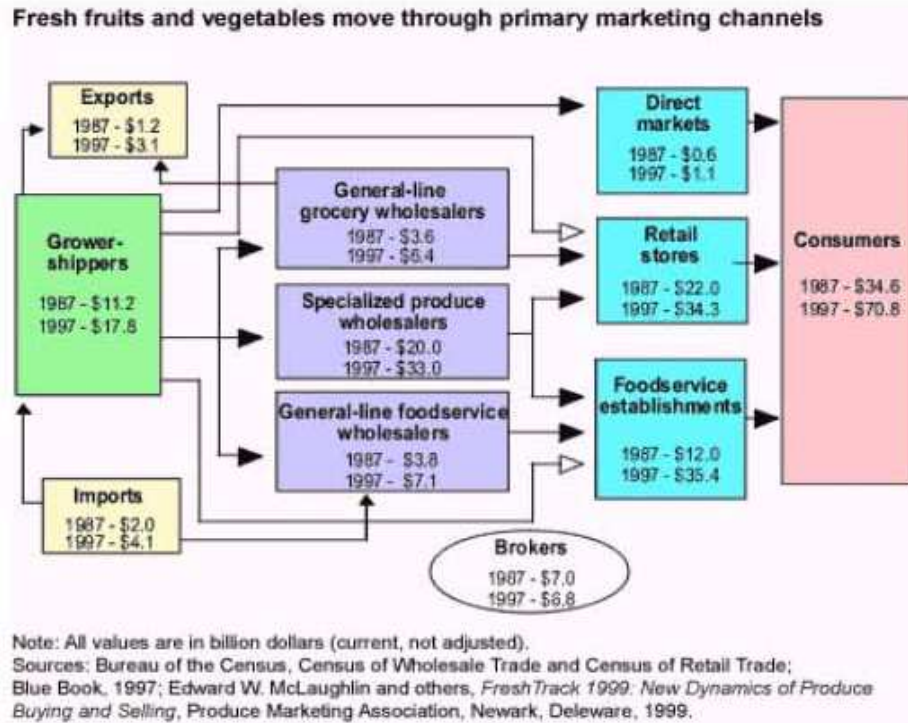 Fresh fruits and vegetables move through primary marketing channels
Exports
1987 - $1.2
1997 - $3.1
Direct
markets
1987 - $0.6
1997 - $1.1
General-line
grocery wholesalers
1987 - $3.6
1997 - $6.4
Grower-
shippers
1987 - $11.2
1997 - $17.8
Retail
stores
1987 - $22.0
1997 - $34.3
Consumers
1987 - $34.6
1997 - $70.8
Specialized produce
wholesalers
1987 - $20.0
1997 - $33.0
Foodservice
establishments
1987 - $12.0
1997 - $35.4
General-line foodservice
wholesalers
1987 - $3.8
1997 - $7.1
Imports
1987 - $2.0
1997 - $4.1
Brokers
1987 - $7.0
1997 - $6.8
Note: All values are in billion dollars (current, not adjusted).
Sources: Bureau of the Census, Census of Wholesale Trade and Census of Retail Trade;
Blue Book, 1997; Edward W. McLaughlin and others, FreshTrack 1999: New Dynamics of Produce
Buying and Selling, Produce Marketing Association, Newark, Deleware, 1999.